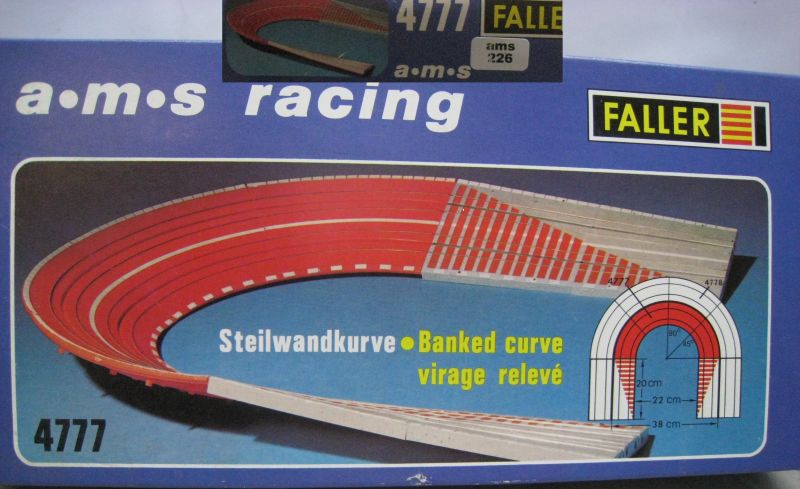 4777
FALLER
ams
226
a•m•s
a•m•s racing
FALLER
4777
4778
90°
45°
Steilwandkurve • Banked curve
virage relevé
20 cm
22 cm
38 cm
4777